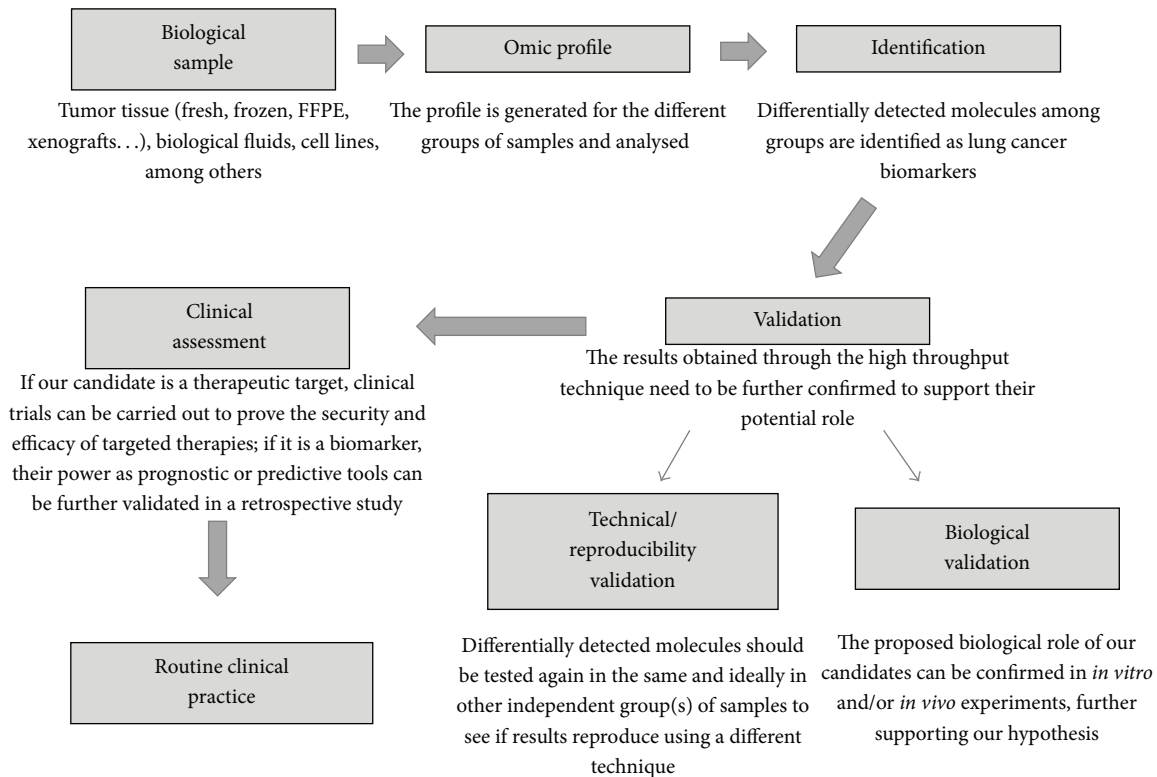 Biological
sample
Tumor tissue (fresh, frozen, FFPE,
xenografts…), biological fluids, cell lines,
among others
Omic profile
The profile is generated for the different
groups of samples and analysed
Identification
Differentially detected molecules among
groups are identified as lung cancer
biomarkers
Validation
The results obtained through the high throughput
technique need to be further confirmed to support their
potential role
Clinical
assessment
If our candidate is a therapeutic target, clinical
trials can be carried out to prove the security and
efficacy of targeted therapies; if it is a biomarker,
their power as prognostic or predictive tools can
be further validated in a retrospective study
Routine clinical
practice
Technical/
reproducibility
validation
Differentially detected molecules should
be tested again in the same and ideally in
other independent group(s) of samples to
see if results reproduce using a different
technique
Biological
validation
The proposed biological role of our
candidates can be confirmed in in vitro
and/or in vivo experiments, further
supporting our hypothesis